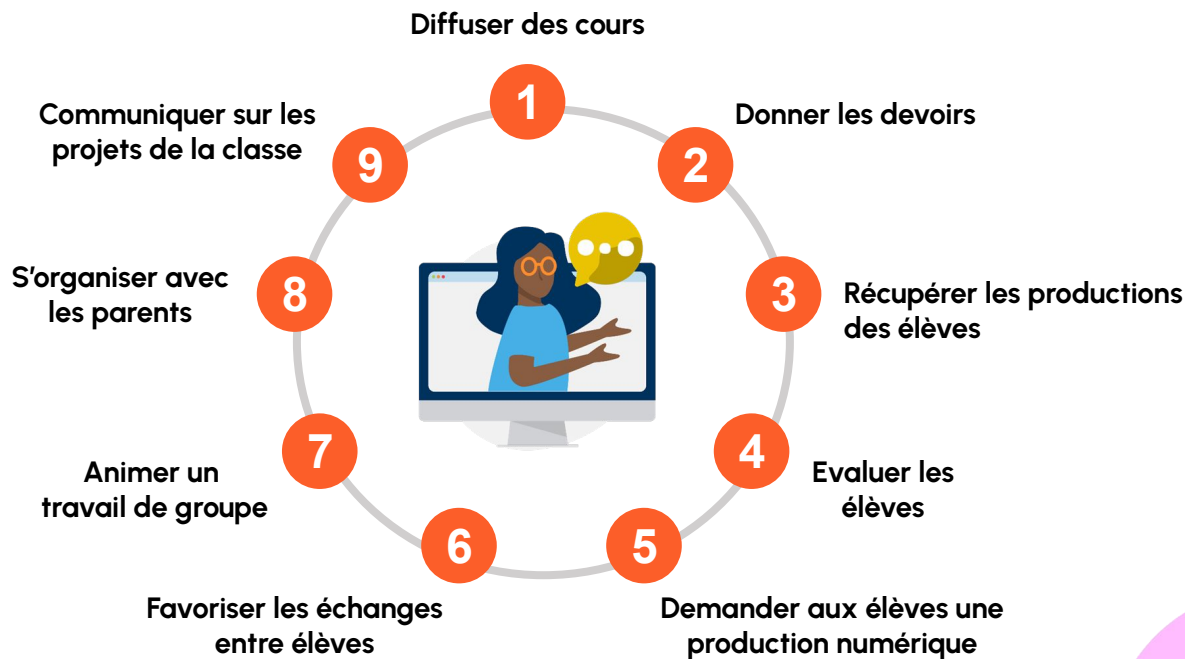 1
Diffuser des cours
2
Donner les devoirs
3
Récupérer les productions
des élèves
4
Evaluer les
élèves
5
Demander aux élèves une
production numérique
6
Favoriser les échanges
entre élèves
7
Animer un
travail de groupe
8
S'organiser avec
les parents
9
Communiquer sur les
projets de la classe